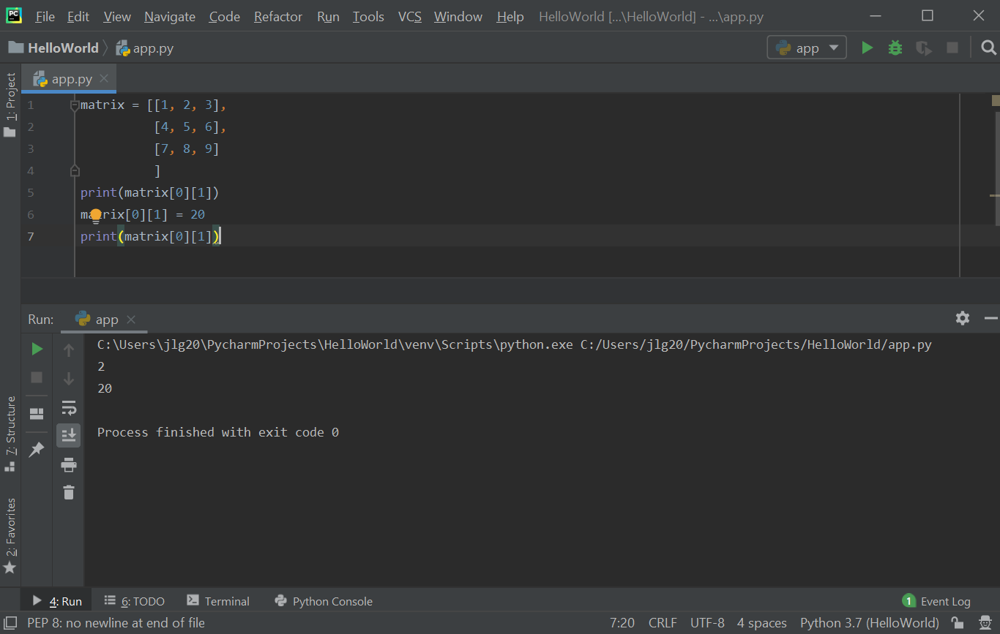 PC File Edit View Navigate Code Refactor Run Tools VCS Window Help HelloWorld [...\HelloWorld] - ...\app.py
HelloWorld app.py app
1: Project
app.py
1 matrix = [[1, 2, 3],
2 [4, 5, 6],
3 [7, 8, 9]
4 ]
5 print(matrix[0][1])
6 matrix[0][1] = 20
7 print(matrix[0][1])
Run: app
C:\Users\jlg20\PycharmProjects\HelloWorld\venv\Scripts\python.exe C:/Users/jlg20/PycharmProjects/HelloWorld/app.py
2
20
Process finished with exit code 0
7: Structure
2: Favorites
4: Run 6: TODO Terminal Python Console 1 Event Log
PEP 8: no newline at end of file 7:20 CRLF UTF-8 4 spaces Python 3.7 (HelloWorld)